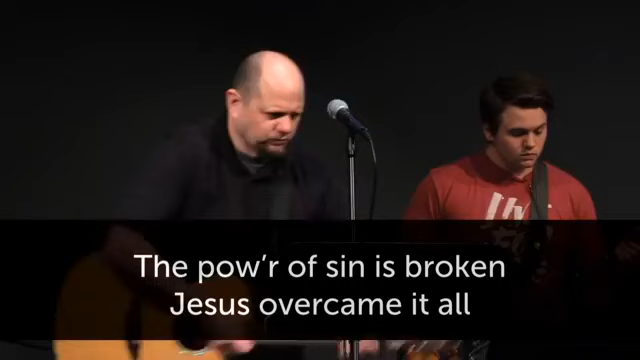 The pow’r of sin is broken
Jesus overcame it all